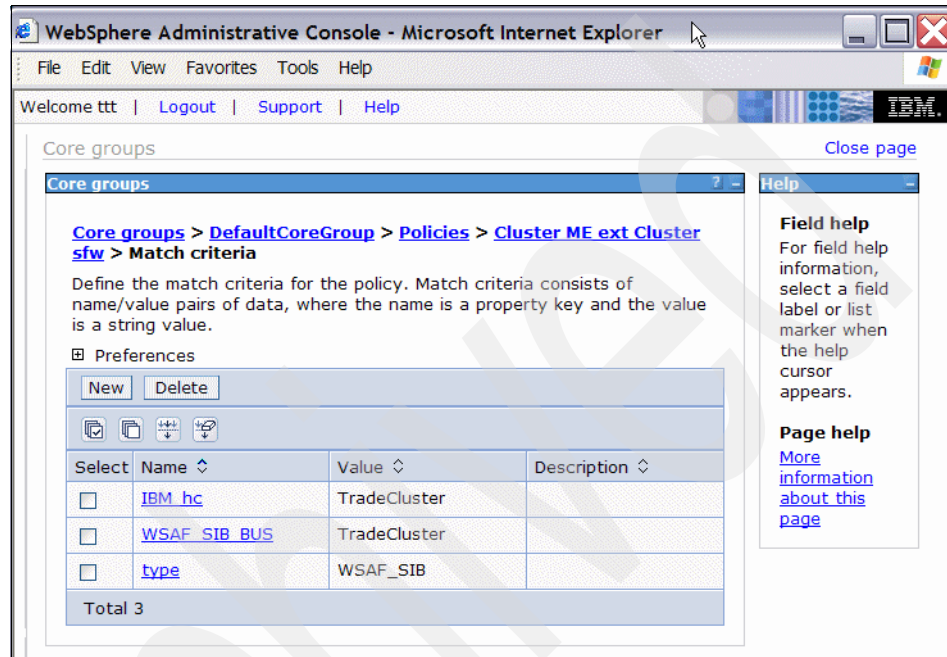 WebSphere Administrative Console - Microsoft Internet Explorer
File Edit View Favorites Tools Help
Welcome ttt | Logout | Support | Help
IBM.
Core groups
Close page
Core groups ? -
Core groups > DefaultCoreGroup > Policies > Cluster ME ext Cluster
sfw > Match criteria
Define the match criteria for the policy. Match criteria consists of
name/value pairs of data, where the name is a property key and the value
is a string value.
Preferences
New Delete
Select Name Value Description
IBM_hc TradeCluster
WSAF_SIB_BUS TradeCluster
type WSAF_SIB
Total 3
Help -
Field help
For field help
information,
select a field
label or list
marker when
the help
cursor
appears.
Page help
More
information
about this
page